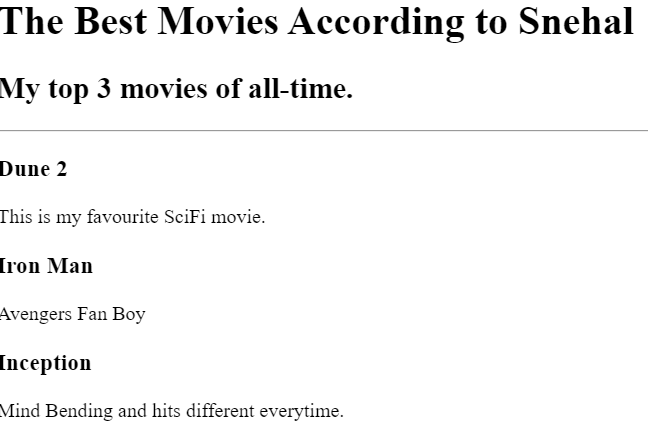 The Best Movies According to Snehal
My top 3 movies of all-time.
Dune 2
This is my favourite SciFi movie.
Iron Man
Avengers Fan Boy
Inception
Mind Bending and hits different everytime.